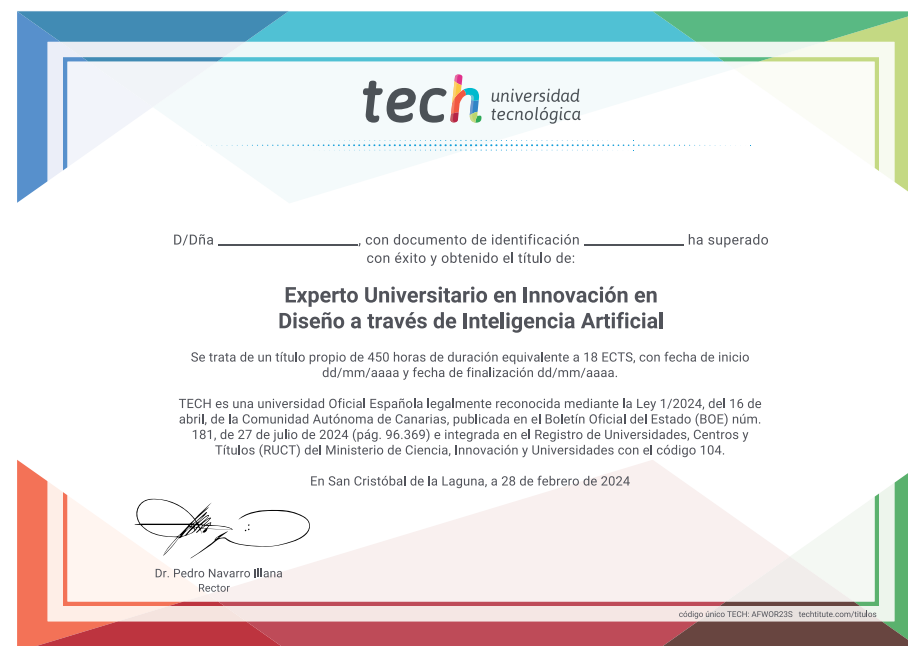 tech universidad
tecnológica
D/Dña ____________________, con documento de identificación ______________ ha superado
con éxito y obtenido el título de:
Experto Universitario en Innovación en
Diseño a través de Inteligencia Artificial
Se trata de un título propio de 450 horas de duración equivalente a 18 ECTS, con fecha de inicio
dd/mm/aaaa y fecha de finalización dd/mm/aaaa.
TECH es una universidad Oficial Española legalmente reconocida mediante la Ley 1/2024, del 16 de
abril, de la Comunidad Autónoma de Canarias, publicada en el Boletín Oficial del Estado (BOE) núm.
181, de 27 de julio de 2024 (pág. 96.369) e integrada en el Registro de Universidades, Centros y
Títulos (RUCT) del Ministerio de Ciencia, Innovación y Universidades con el código 104.
En San Cristóbal de la Laguna, a 28 de febrero de 2024
Dr. Pedro Navarro Illana
Rector
código único TECH: AFWOR23S techtitute.com/titulos